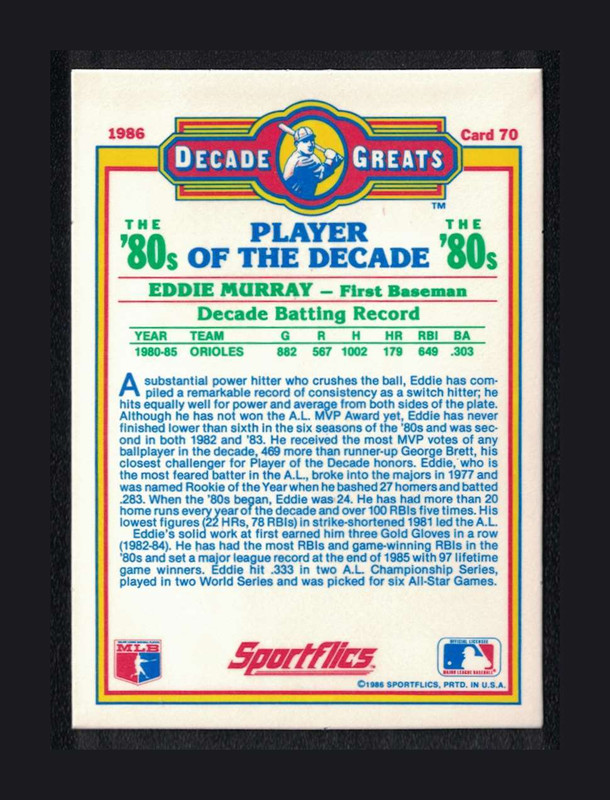 1986
Card 70
DECADE GREATS
TM
THE '80s
PLAYER
OF THE DECADE
THE '80s
EDDIE MURRAY – First Baseman
Decade Batting Record
YEAR TEAM G R H HR RBI BA
1980-85 ORIOLES 882 567 1002 179 649 .303
A substantial power hitter who crushes the ball, Eddie has com-
piled a remarkable record of consistency as a switch hitter; he
hits equally well for power and average from both sides of the plate.
Although he has not won the A.L. MVP Award yet, Eddie has never
finished lower than sixth in the six seasons of the '80s and was sec-
ond in both 1982 and '83. He received the most MVP votes of any
ballplayer in the decade, 469 more than runner-up George Brett, his
closest challenger for Player of the Decade honors. Eddie, who is
the most feared batter in the A.L., broke into the majors in 1977 and
was named Rookie of the Year when he bashed 27 homers and batted
.283. When the '80s began, Eddie was 24. He has had more than 20
home runs every year of the decade and over 100 RBIs five times. His
lowest figures (22 HRs, 78 RBIs) in strike-shortened 1981 led the A.L.
Eddie's solid work at first earned him three Gold Gloves in a row
(1982-84). He has had the most RBIs and game-winning RBIs in the
'80s and set a major league record at the end of 1985 with 97 lifetime
game winners. Eddie hit .333 in two A.L. Championship Series,
played in two World Series and was picked for six All-Star Games.
MLB
Sportflics
OFFICIAL LICENSEE
MAJOR LEAGUE BASEBALL
©1986 SPORTFLICS, PRTD. IN U.S.A.